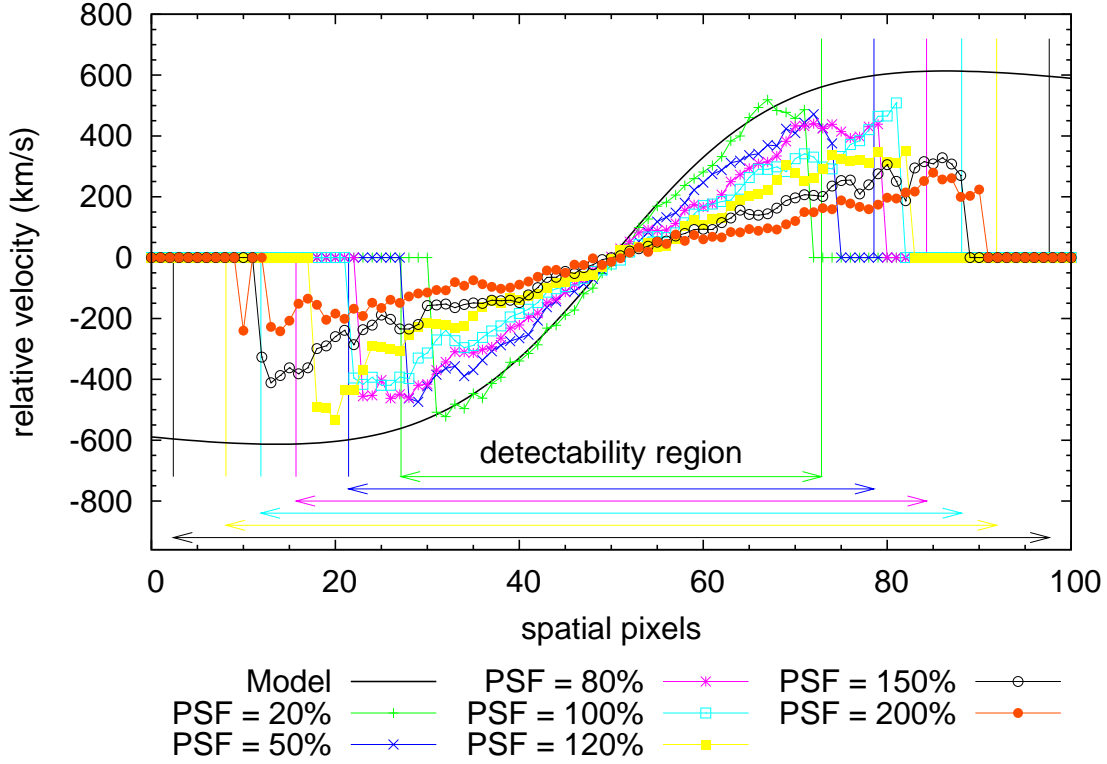 800
600
400
200
0
-200
-400
-600
-800
relative velocity (km/s)
detectability region
0 20 40 60 80 100
spatial pixels
Model PSF = 80% PSF = 150%
PSF = 20% PSF = 100% PSF = 200%
PSF = 50% PSF = 120%